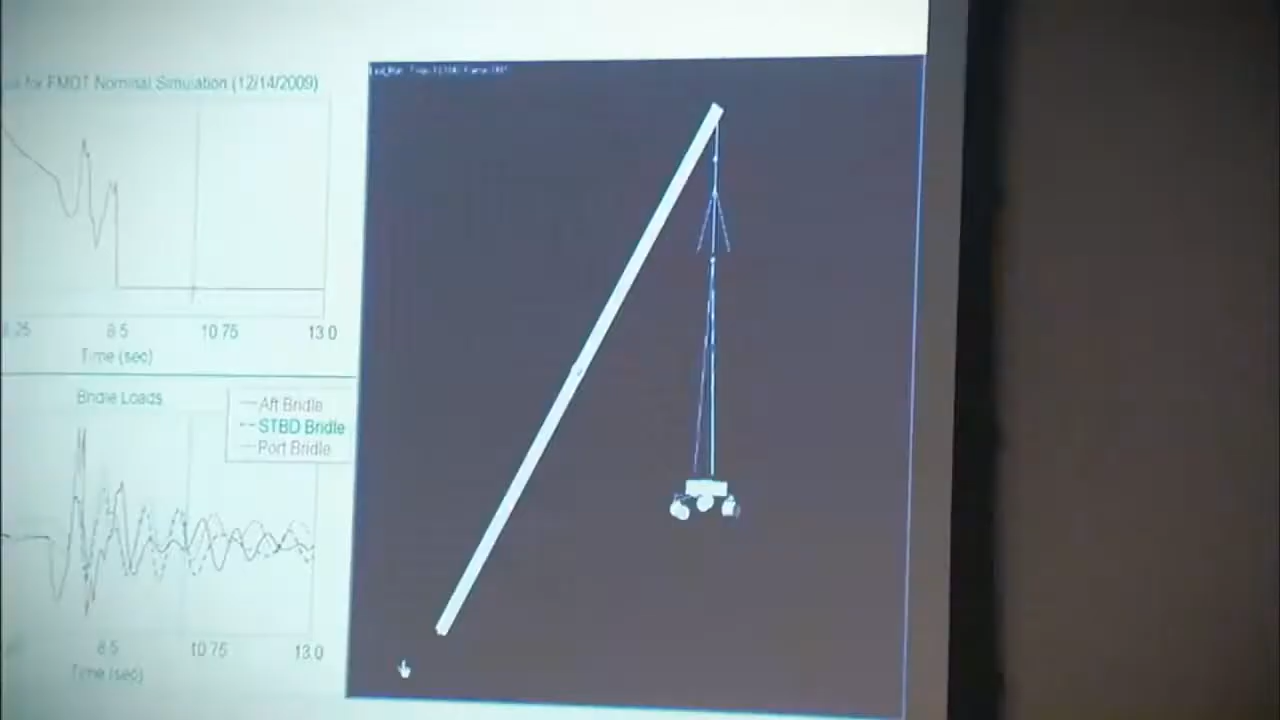 for FMOT Nominal Simulation (12/14/2009)
8.5 10.75 13.0
Time (sec)
Bridle Loads
Aft Bridle
STBD Bridle
Port Bridle
8.5 10.75 13.0
Time (sec)